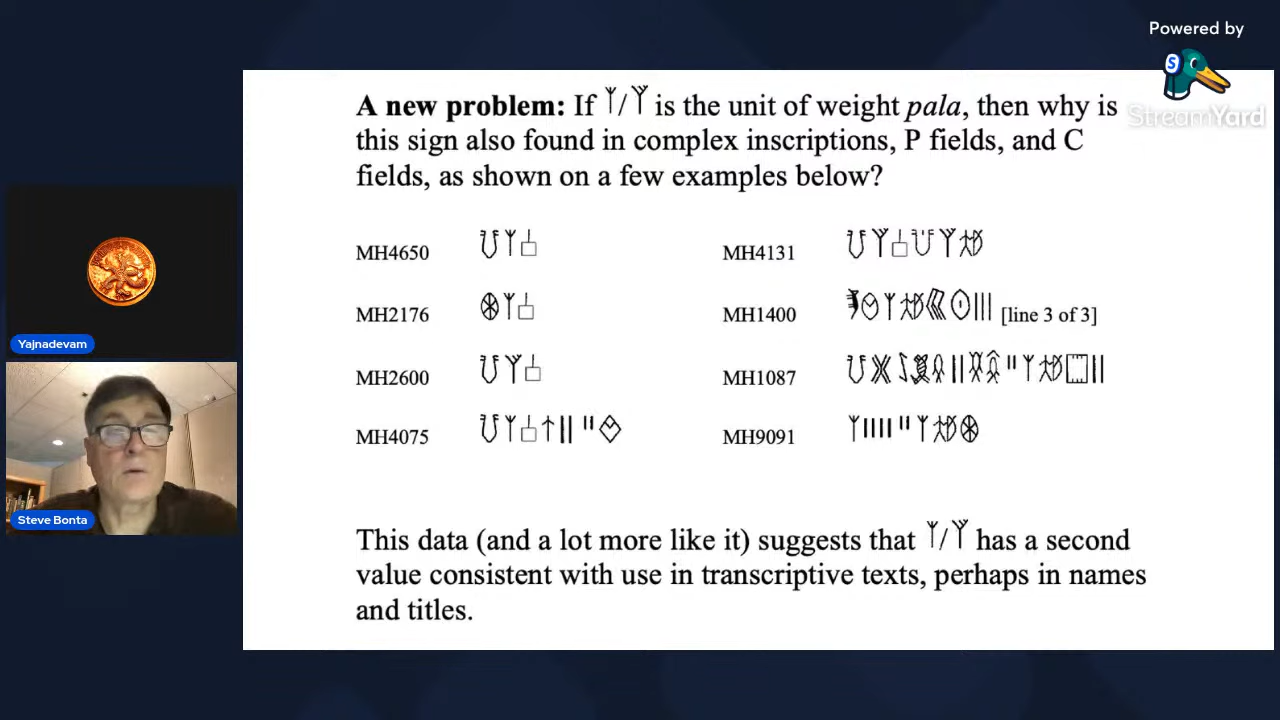 Powered by
StreamYard
A new problem: If / is the unit of weight pala, then why is
this sign also found in complex inscriptions, P fields, and C
fields, as shown on a few examples below?
MH4650
MH4131
MH2176
MH1400 [line 3 of 3]
MH2600
MH1087
MH4075
MH9091
This data (and a lot more like it) suggests that / has a second
value consistent with use in transcriptive texts, perhaps in names
and titles.
Yajnadevam
Steve Bonta